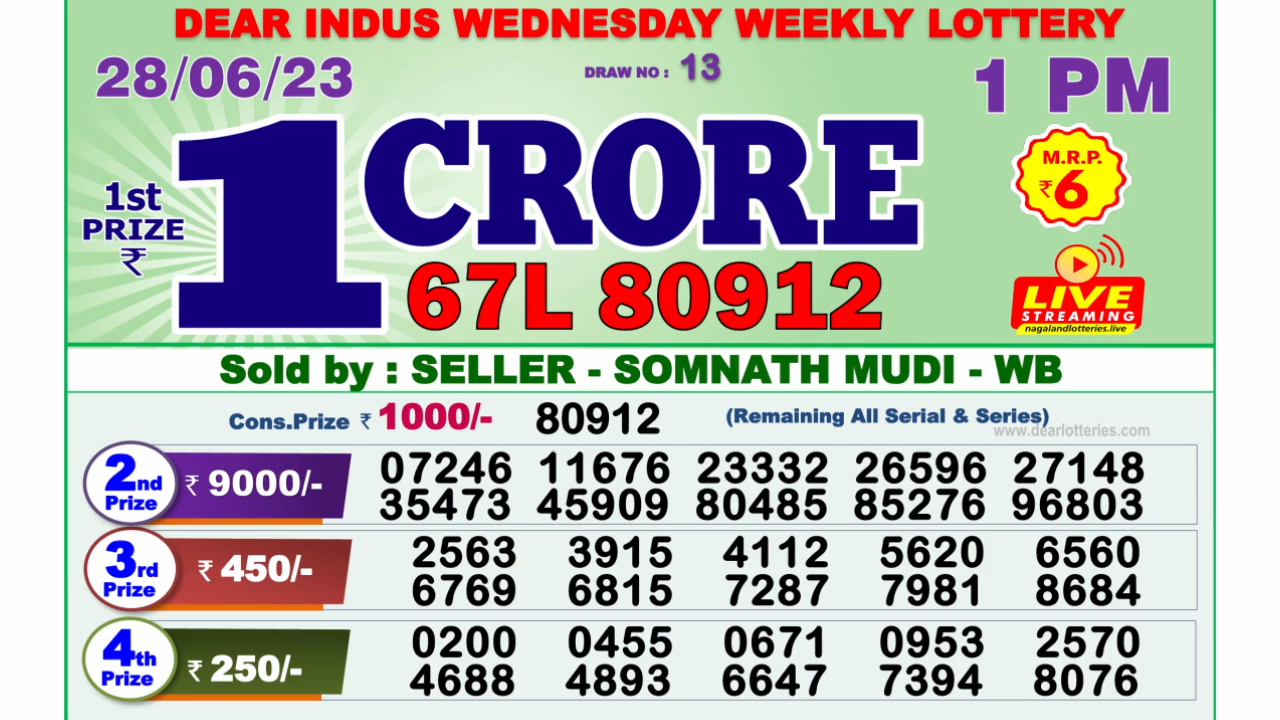 DEAR INDUS WEDNESDAY WEEKLY LOTTERY
28/06/23 DRAW NO : 13 1 PM
1st PRIZE ₹ 1 CRORE
67L 80912
M.R.P.
₹6
LIVE
STREAMING
nagalandlotteries.live
Sold by : SELLER - SOMNATH MUDI - WB
Cons.Prize ₹ 1000/- 80912 (Remaining All Serial & Series)
www.dearlotteries.com
2nd Prize ₹ 9000/-
07246 11676 23332 26596 27148
35473 45909 80485 85276 96803
3rd Prize ₹ 450/-
2563 3915 4112 5620 6560
6769 6815 7287 7981 8684
4th Prize ₹ 250/-
0200 0455 0671 0953 2570
4688 4893 6647 7394 8076